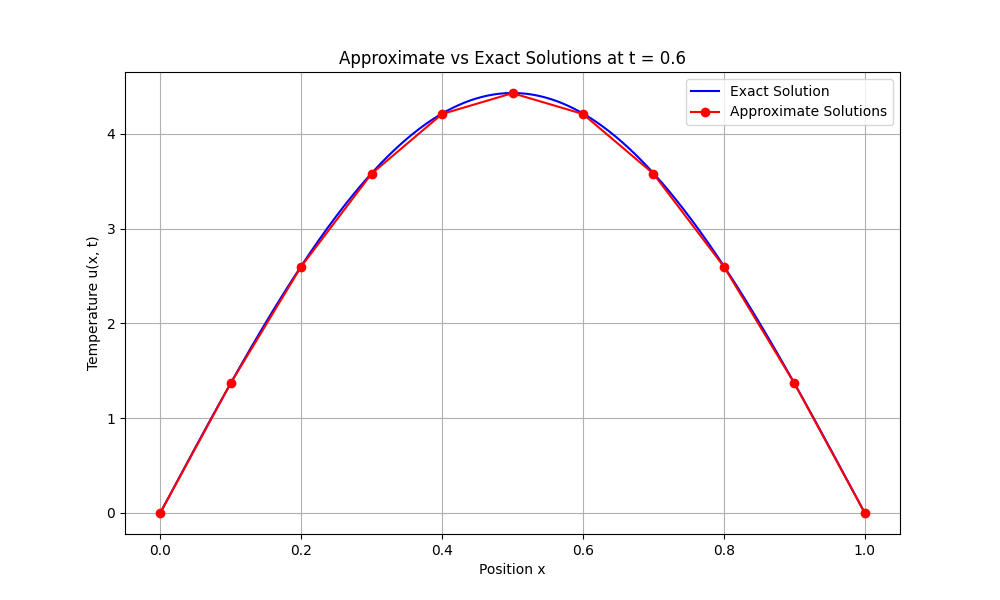 Approximate vs Exact Solutions at t = 0.6
Exact Solution
Approximate Solutions
Temperature u(x, t)
4
3
2
1
0
0.0 0.2 0.4 0.6 0.8 1.0
Position x